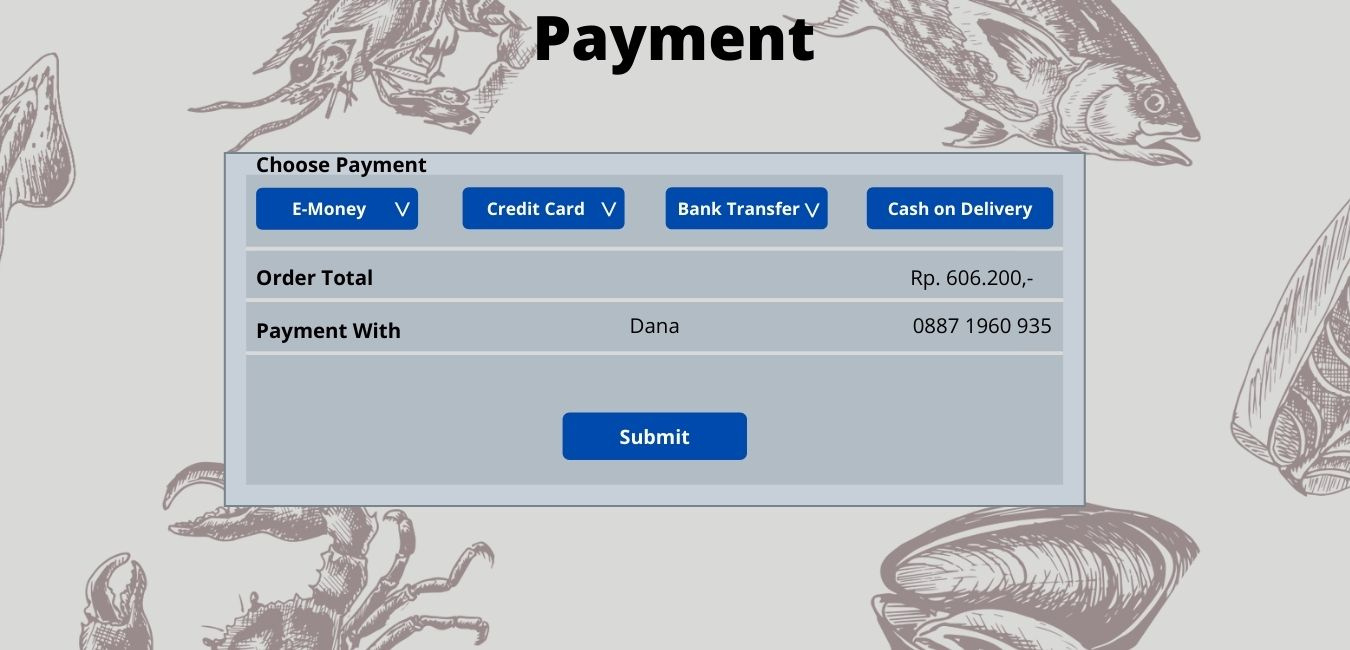 Payment
Choose Payment
E-Money V Credit Card V Bank Transfer V Cash on Delivery
Order Total Rp. 606.200,-
Payment With Dana 0887 1960 935
Submit